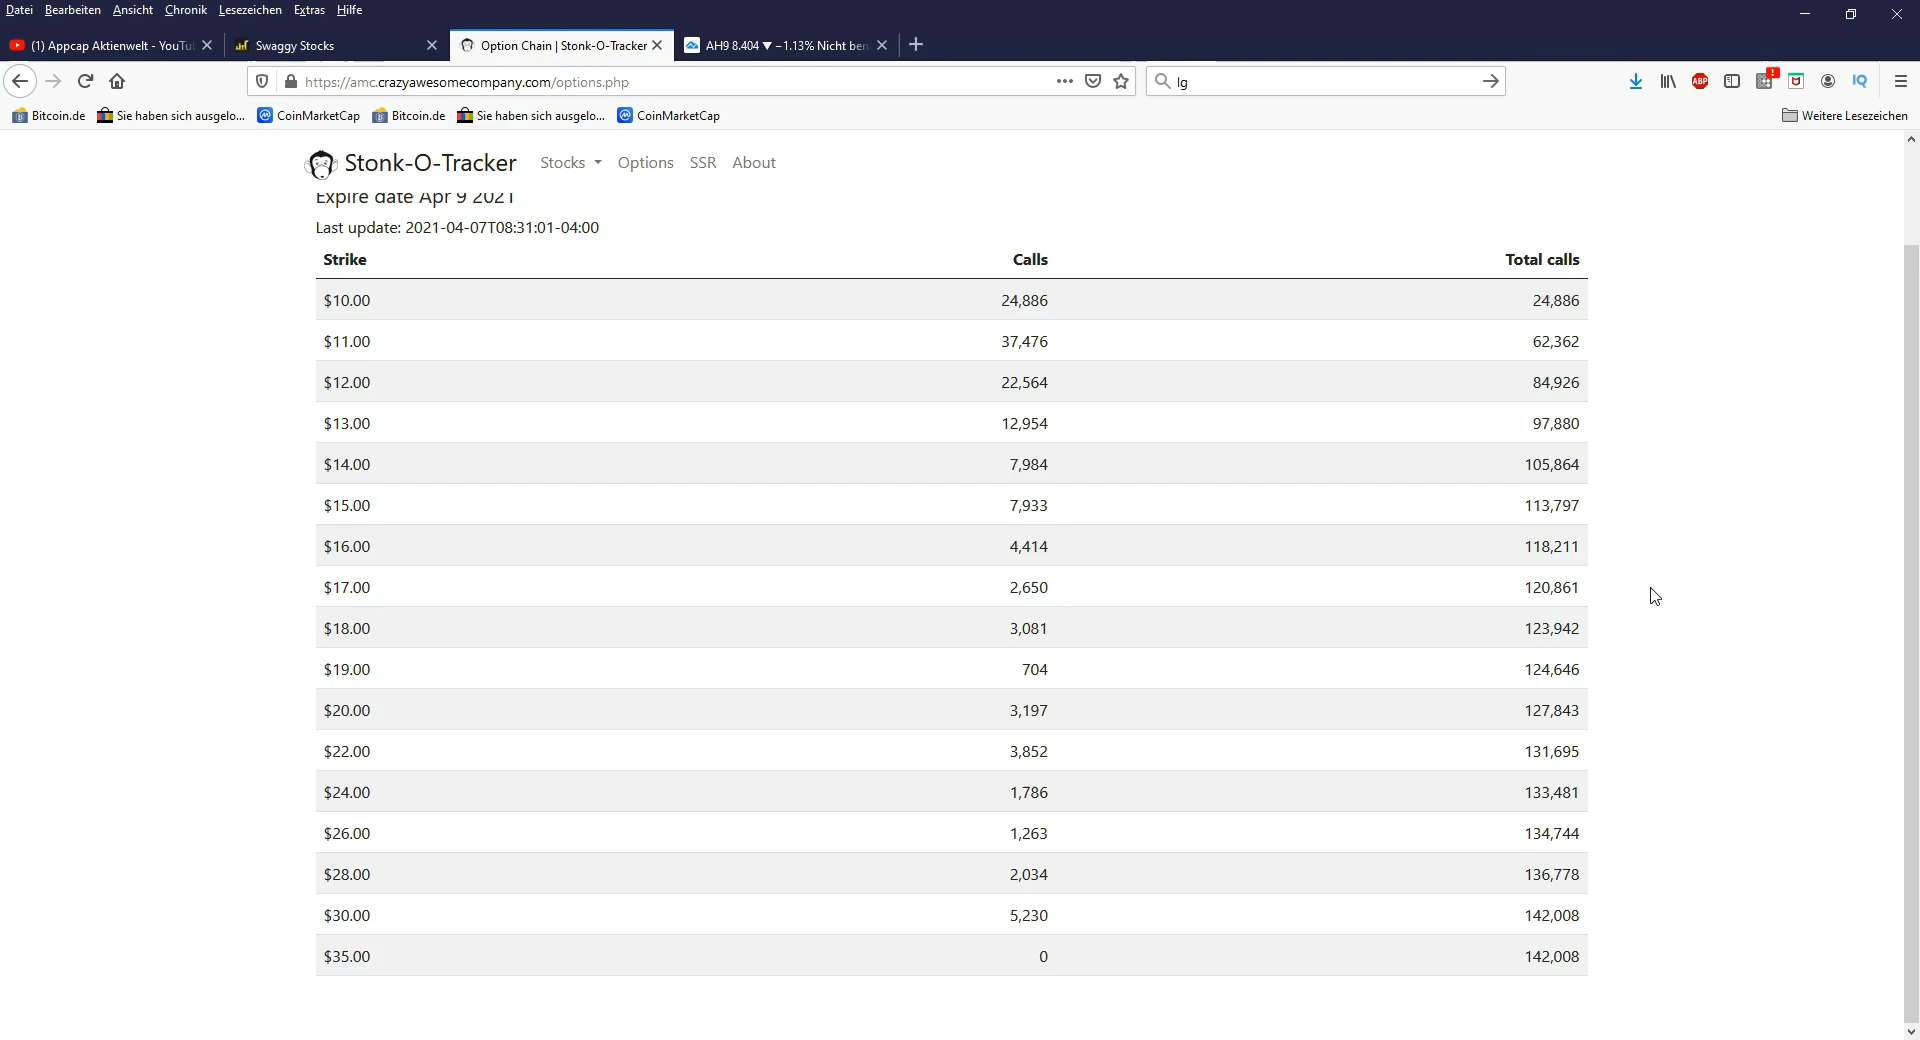 Datei Bearbeiten Ansicht Chronik Lesezeichen Extras Hilfe
(1) Appcap Aktienwelt - YouTu Swaggy Stocks Option Chain | Stonk-O-Tracker AH9 8.404 ▼ −1.13% Nicht ben
https://amc.crazyawesomecompany.com/options.php lg ABP ! IQ
Bitcoin.de Sie haben sich ausgelo... CoinMarketCap Bitcoin.de Sie haben sich ausgelo... CoinMarketCap Weitere Lesezeichen
Stonk-O-Tracker Stocks Options SSR About
Expire date Apr 9 2021
Last update: 2021-04-07T08:31:01-04:00
Strike Calls Total calls
$10.00 24,886 24,886
$11.00 37,476 62,362
$12.00 22,564 84,926
$13.00 12,954 97,880
$14.00 7,984 105,864
$15.00 7,933 113,797
$16.00 4,414 118,211
$17.00 2,650 120,861
$18.00 3,081 123,942
$19.00 704 124,646
$20.00 3,197 127,843
$22.00 3,852 131,695
$24.00 1,786 133,481
$26.00 1,263 134,744
$28.00 2,034 136,778
$30.00 5,230 142,008
$35.00 0 142,008